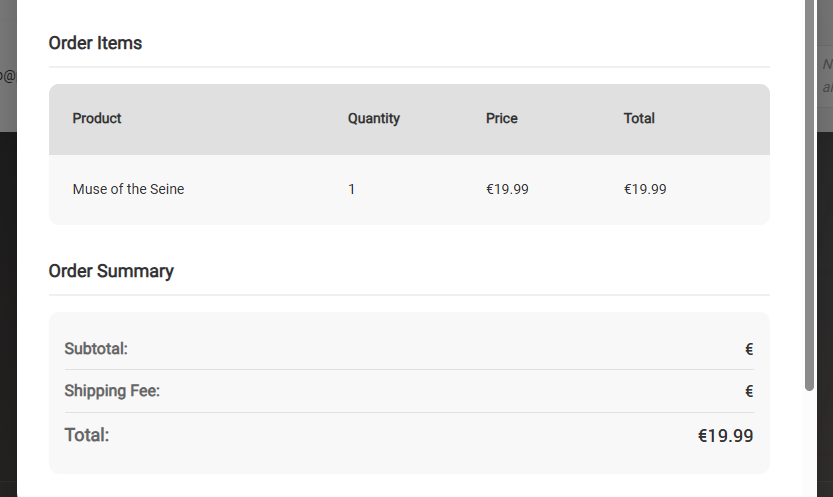 Order Items
Product Quantity Price Total
Muse of the Seine 1 €19.99 €19.99
Order Summary
Subtotal: €
Shipping Fee: €
Total: €19.99